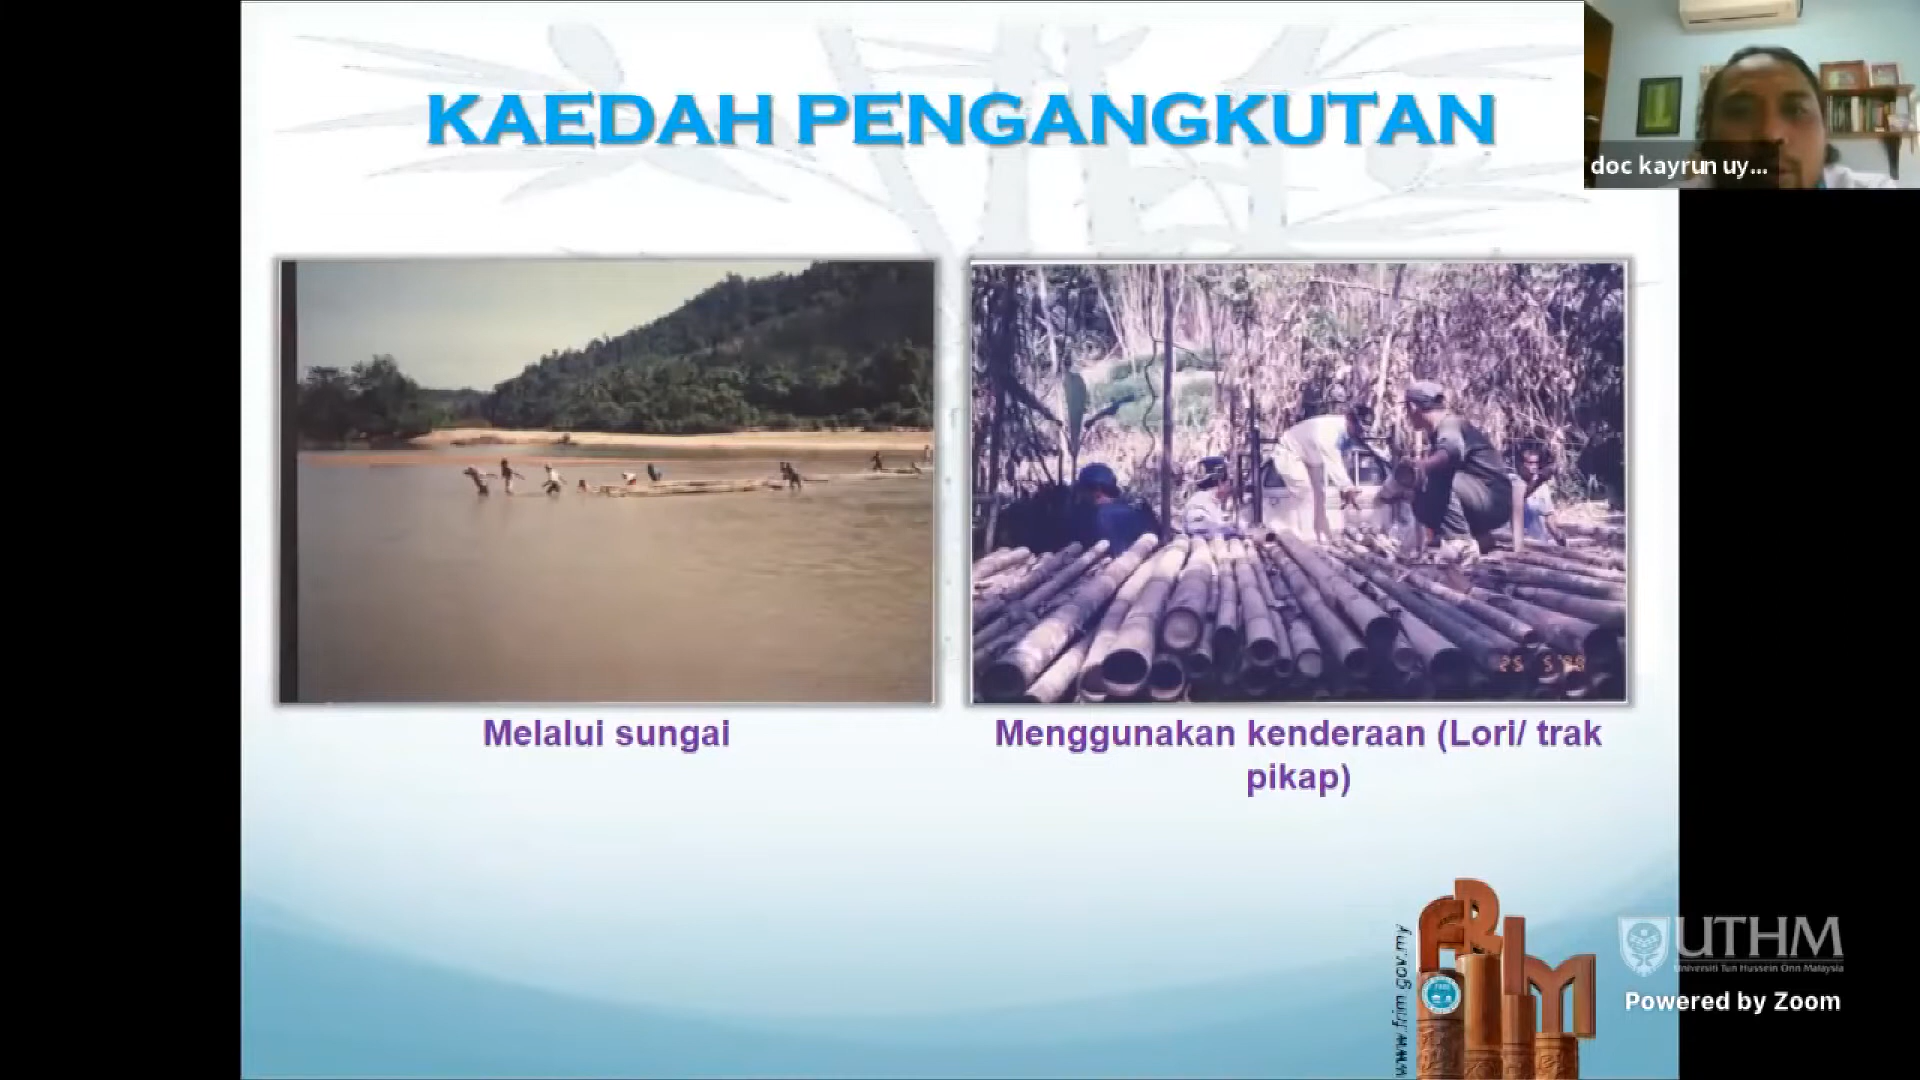 KAEDAH PENGANGKUTAN
doc kayrun uy...
Melalui sungai
Menggunakan kenderaan (Lori/ trak
pikap)
www.frim.gov.my
FRIM
UTHM
Universiti Tun Hussein Onn Malaysia
Powered by Zoom